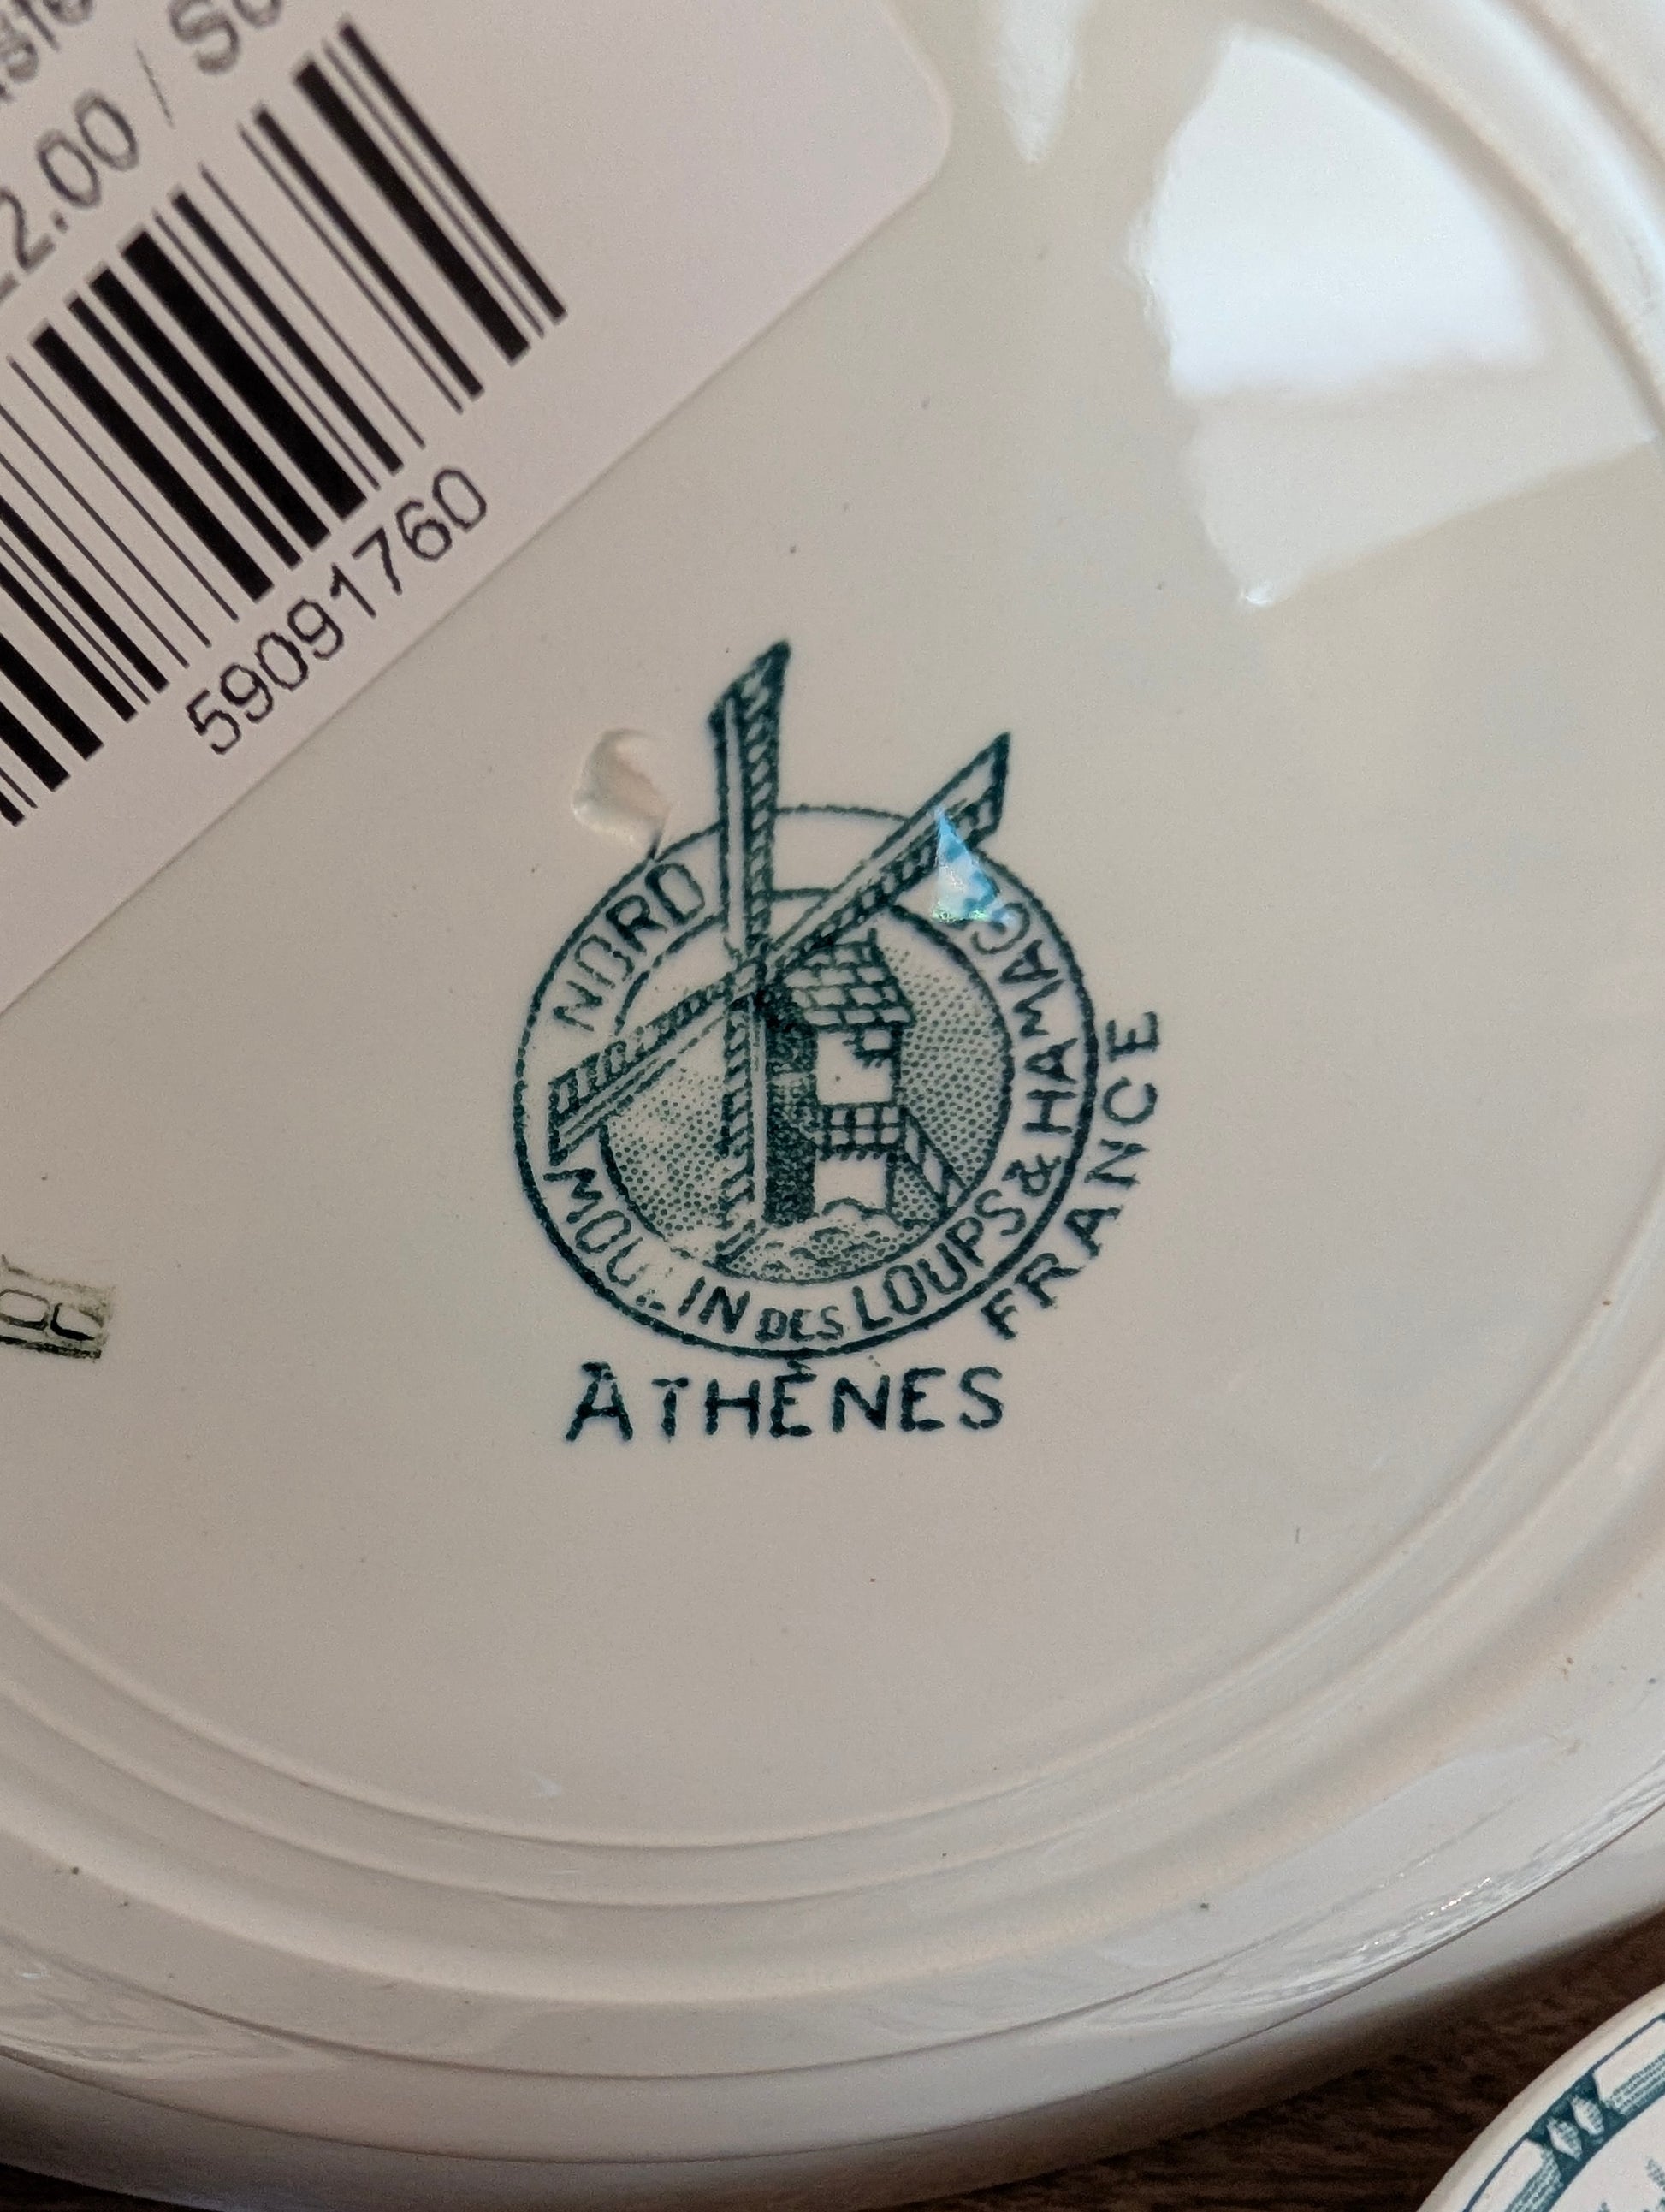 2.00 /
59091760
NORD
MOULIN DES LOUPS & HAMAGE
FRANCE
ATHÈNES